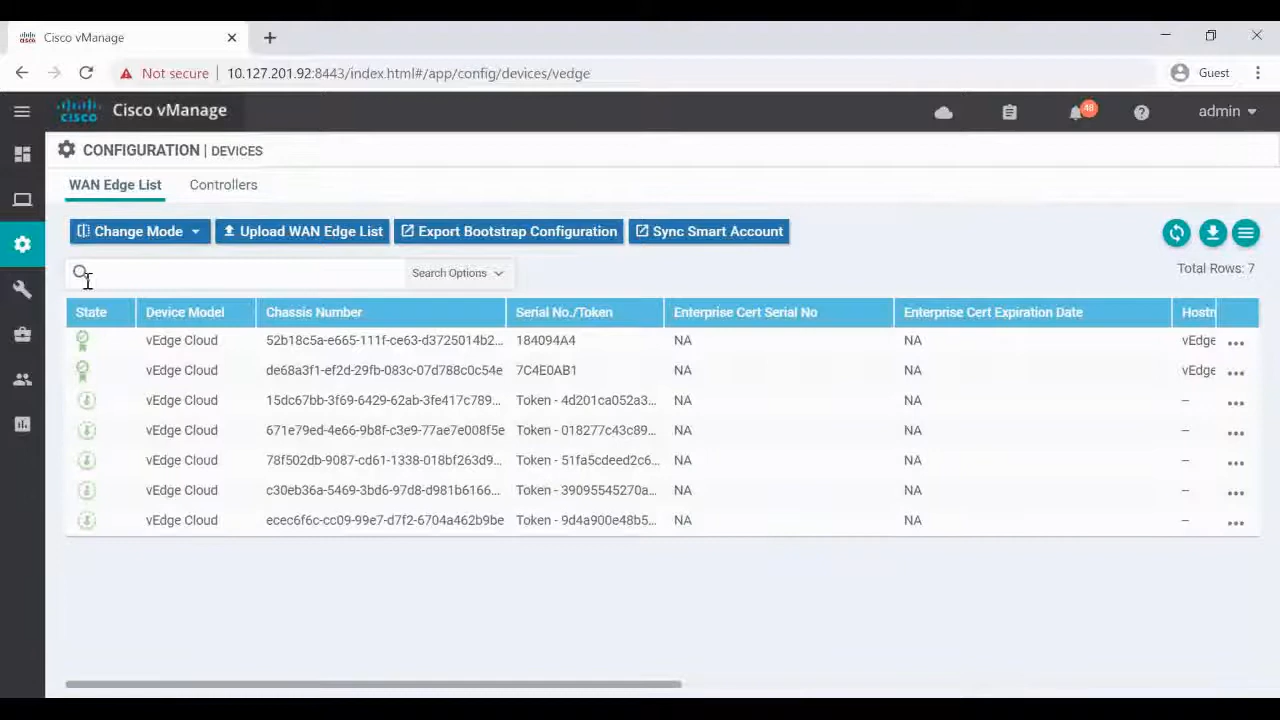 Cisco vManage
Not secure 10.127.201.92:8443/index.html#/app/config/devices/vedge Guest
cisco Cisco vManage 48 admin
CONFIGURATION | DEVICES
WAN Edge List Controllers
Change Mode Upload WAN Edge List Export Bootstrap Configuration Sync Smart Account
Search Options Total Rows: 7
State Device Model Chassis Number Serial No./Token Enterprise Cert Serial No Enterprise Cert Expiration Date Hostn
vEdge Cloud 52b18c5a-e665-111f-ce63-d3725014b2... 184094A4 NA NA vEdge ...
vEdge Cloud de68a3f1-ef2d-29fb-083c-07d788c0c54e 7C4E0AB1 NA NA vEdge ...
vEdge Cloud 15dc67bb-3f69-6429-62ab-3fe417c789... Token - 4d201ca052a3... NA NA – ...
vEdge Cloud 671e79ed-4e66-9b8f-c3e9-77ae7e008f5e Token - 018277c43c89... NA NA – ...
vEdge Cloud 78f502db-9087-cd61-1338-018bf263d9... Token - 51fa5cdeed2c6... NA NA – ...
vEdge Cloud c30eb36a-5469-3bd6-97d8-d981b6166... Token - 39095545270a... NA NA – ...
vEdge Cloud ecec6f6c-cc09-99e7-d7f2-6704a462b9be Token - 9d4a900e48b5... NA NA – ...